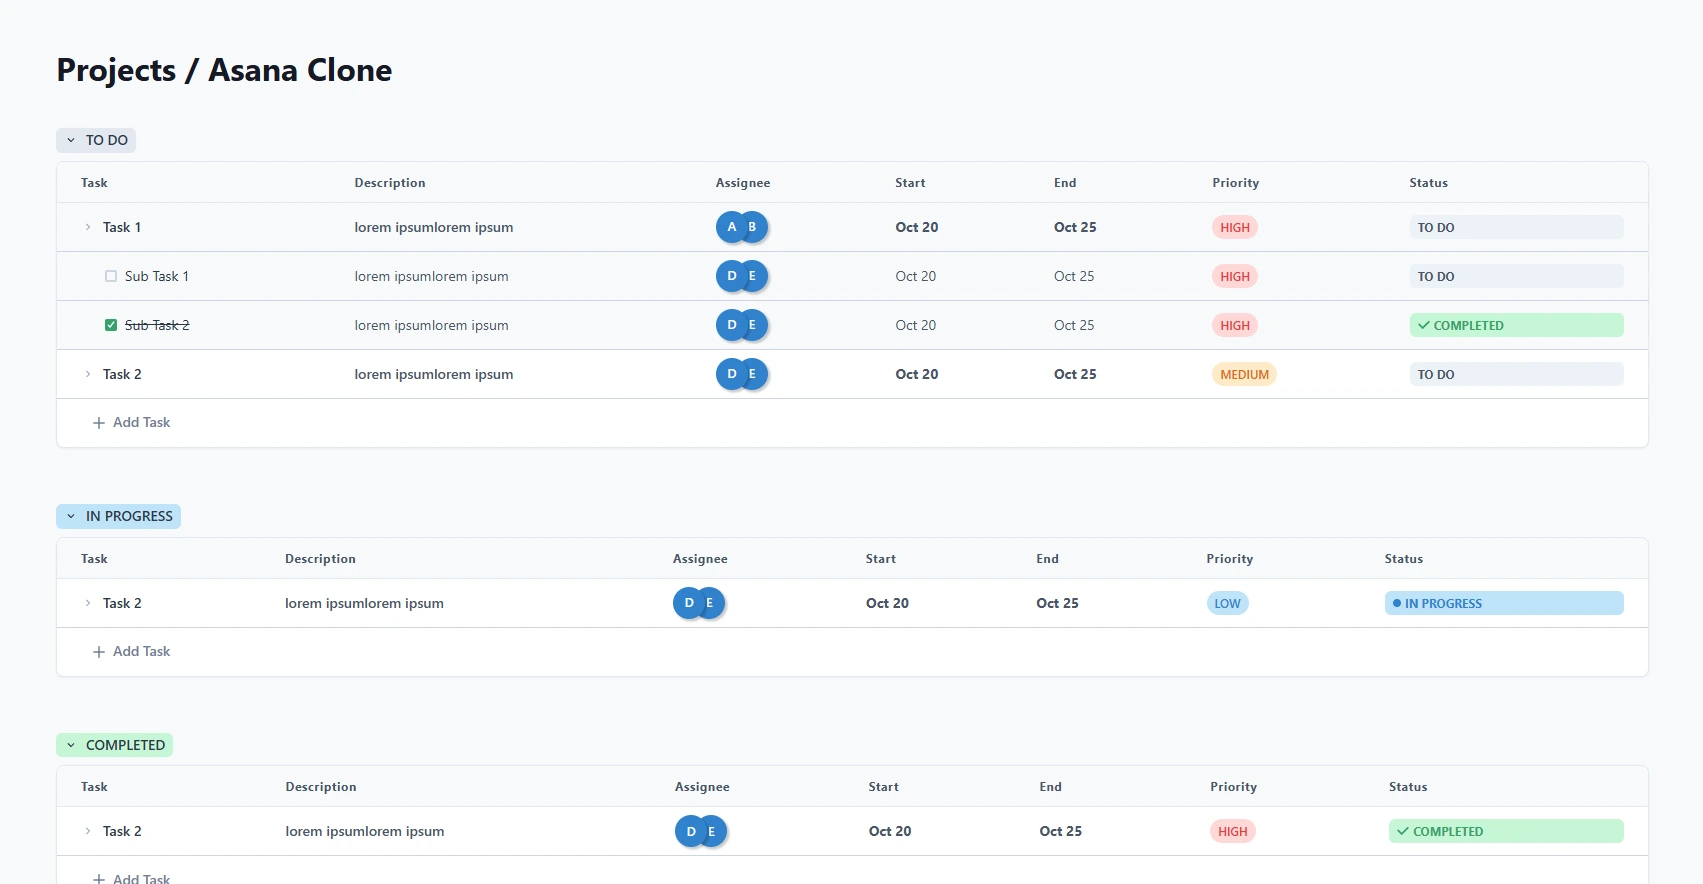 Projects / Asana Clone
TO DO
Task Description Assignee Start End Priority Status
Task 1 lorem ipsumlorem ipsum A B Oct 20 Oct 25 HIGH TO DO
Sub Task 1 lorem ipsumlorem ipsum D E Oct 20 Oct 25 HIGH TO DO
Sub Task 2 lorem ipsumlorem ipsum D E Oct 20 Oct 25 HIGH COMPLETED
Task 2 lorem ipsumlorem ipsum D E Oct 20 Oct 25 MEDIUM TO DO
Add Task
IN PROGRESS
Task Description Assignee Start End Priority Status
Task 2 lorem ipsumlorem ipsum D E Oct 20 Oct 25 LOW IN PROGRESS
Add Task
COMPLETED
Task Description Assignee Start End Priority Status
Task 2 lorem ipsumlorem ipsum D E Oct 20 Oct 25 HIGH COMPLETED
Add Task